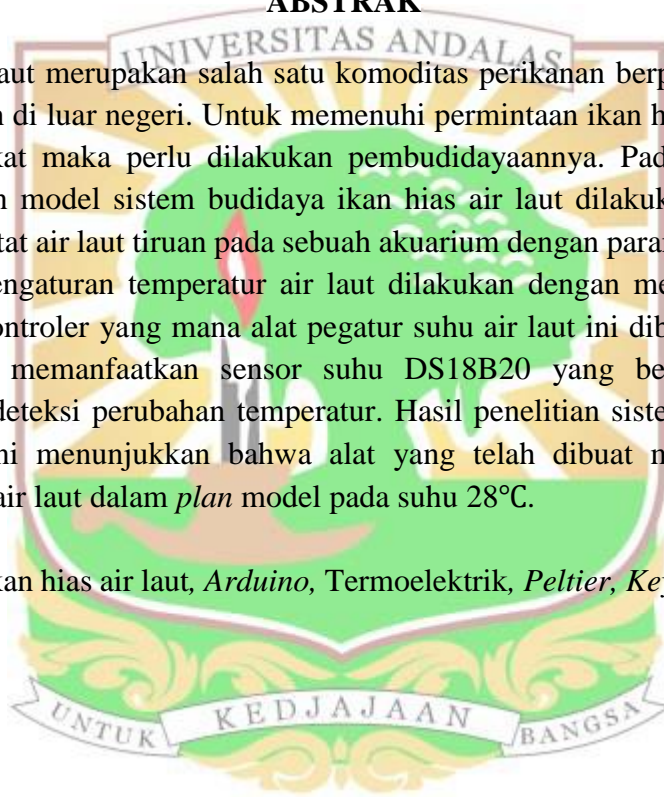 ABSTRAK
UNIVERSITAS ANDALAS
aut merupakan salah satu komoditas perikanan berp
di luar negeri. Untuk memenuhi permintaan ikan h
kat maka perlu dilakukan pembudidayaannya. Pad
model sistem budidaya ikan hias air laut dilakuk
tat air laut tiruan pada sebuah akuarium dengan para
engaturan temperatur air laut dilakukan dengan me
ontroler yang mana alat pegatur suhu air laut ini dib
memanfaatkan sensor suhu DS18B20 yang be
deteksi perubahan temperatur. Hasil penelitian siste
ni menunjukkan bahwa alat yang telah dibuat m
air laut dalam plan model pada suhu 28℃.
kan hias air laut, Arduino, Termoelektrik, Peltier, Key
UNTUK KEDJAJAAN BANGSA